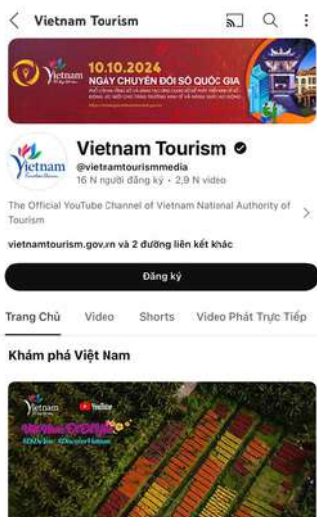 Vietnam Tourism
Vietnam
10.10.2024
NGÀY CHUYỂN ĐỔI SỐ QUỐC GIA
Vietnam
Vietnam Tourism
@vietnamtourismmedia
16 N người đăng ký • 2,9 N video
The Official YouTube Channel of Vietnam National Authority of
Tourism
vietnamtourism.gov.vn và 2 đường liên kết khác
Đăng ký
Trang Chủ Video Shorts Video Phát Trực Tiếp
Khám phá Việt Nam
Vietnam
YouTube